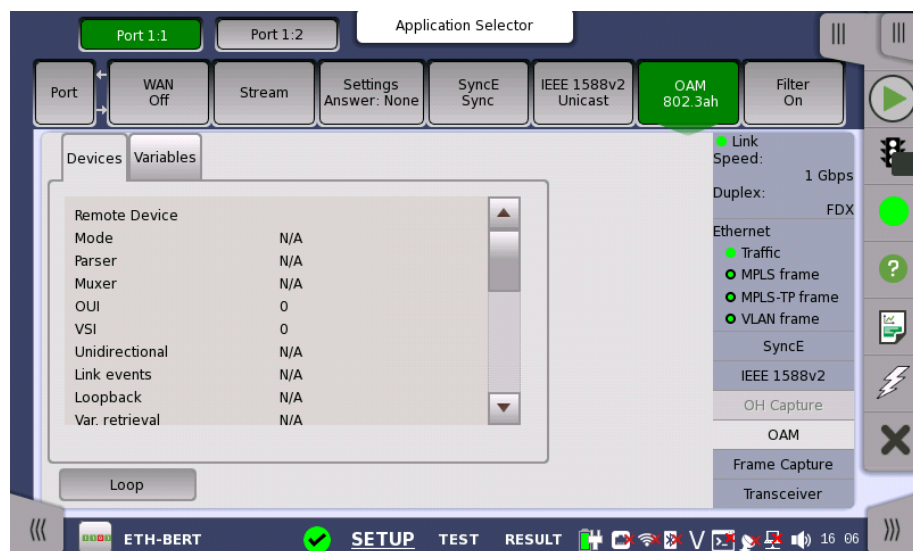 Application Selector
Port 1:1
Port 1:2
Port
WAN
Off
Stream
Settings
Answer: None
SyncE
Sync
IEEE 1588v2
Unicast
OAM
802.3ah
Filter
On
Devices
Variables
Remote Device
Mode N/A
Parser N/A
Muxer N/A
OUI 0
VSI 0
Unidirectional N/A
Link events N/A
Loopback N/A
Var. retrieval N/A
Loop
Link
Speed:
1 Gbps
Duplex:
FDX
Ethernet
Traffic
MPLS frame
MPLS-TP frame
VLAN frame
SyncE
IEEE 1588v2
OH Capture
OAM
Frame Capture
Transceiver
ETH-BERT
SETUP TEST RESULT
V
16 06